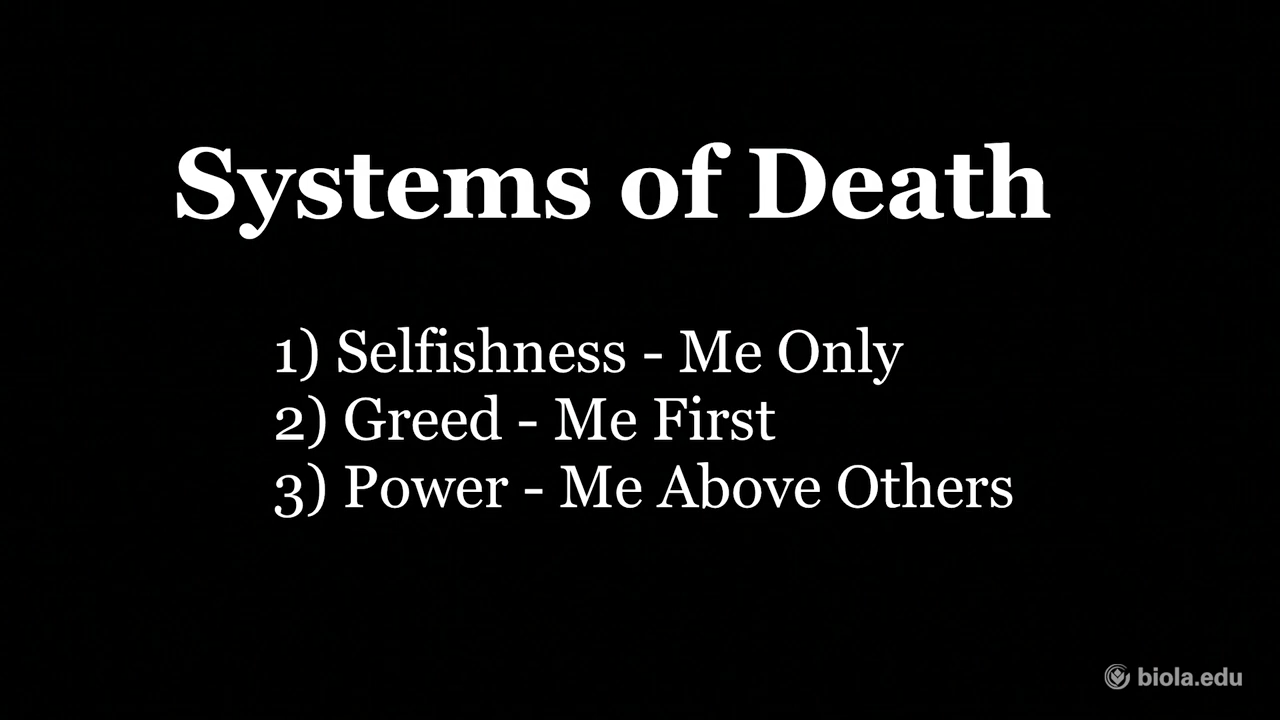 Systems of Death
1) Selfishness - Me Only
2) Greed - Me First
3) Power - Me Above Others
biola.edu